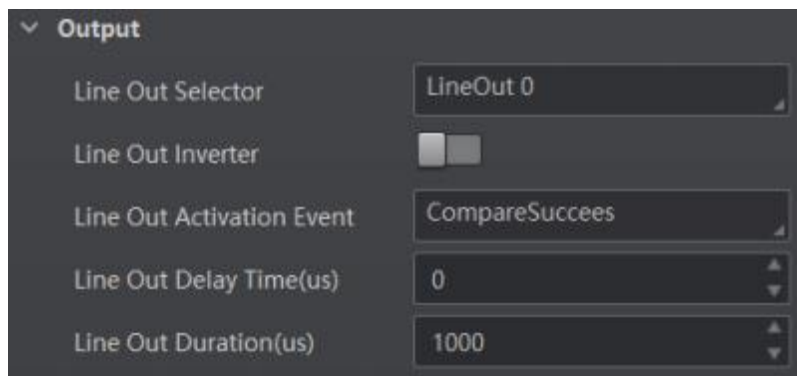 Output
Line Out Selector LineOut 0
Line Out Inverter
Line Out Activation Event CompareSuccees
Line Out Delay Time(us) 0
Line Out Duration(us) 1000